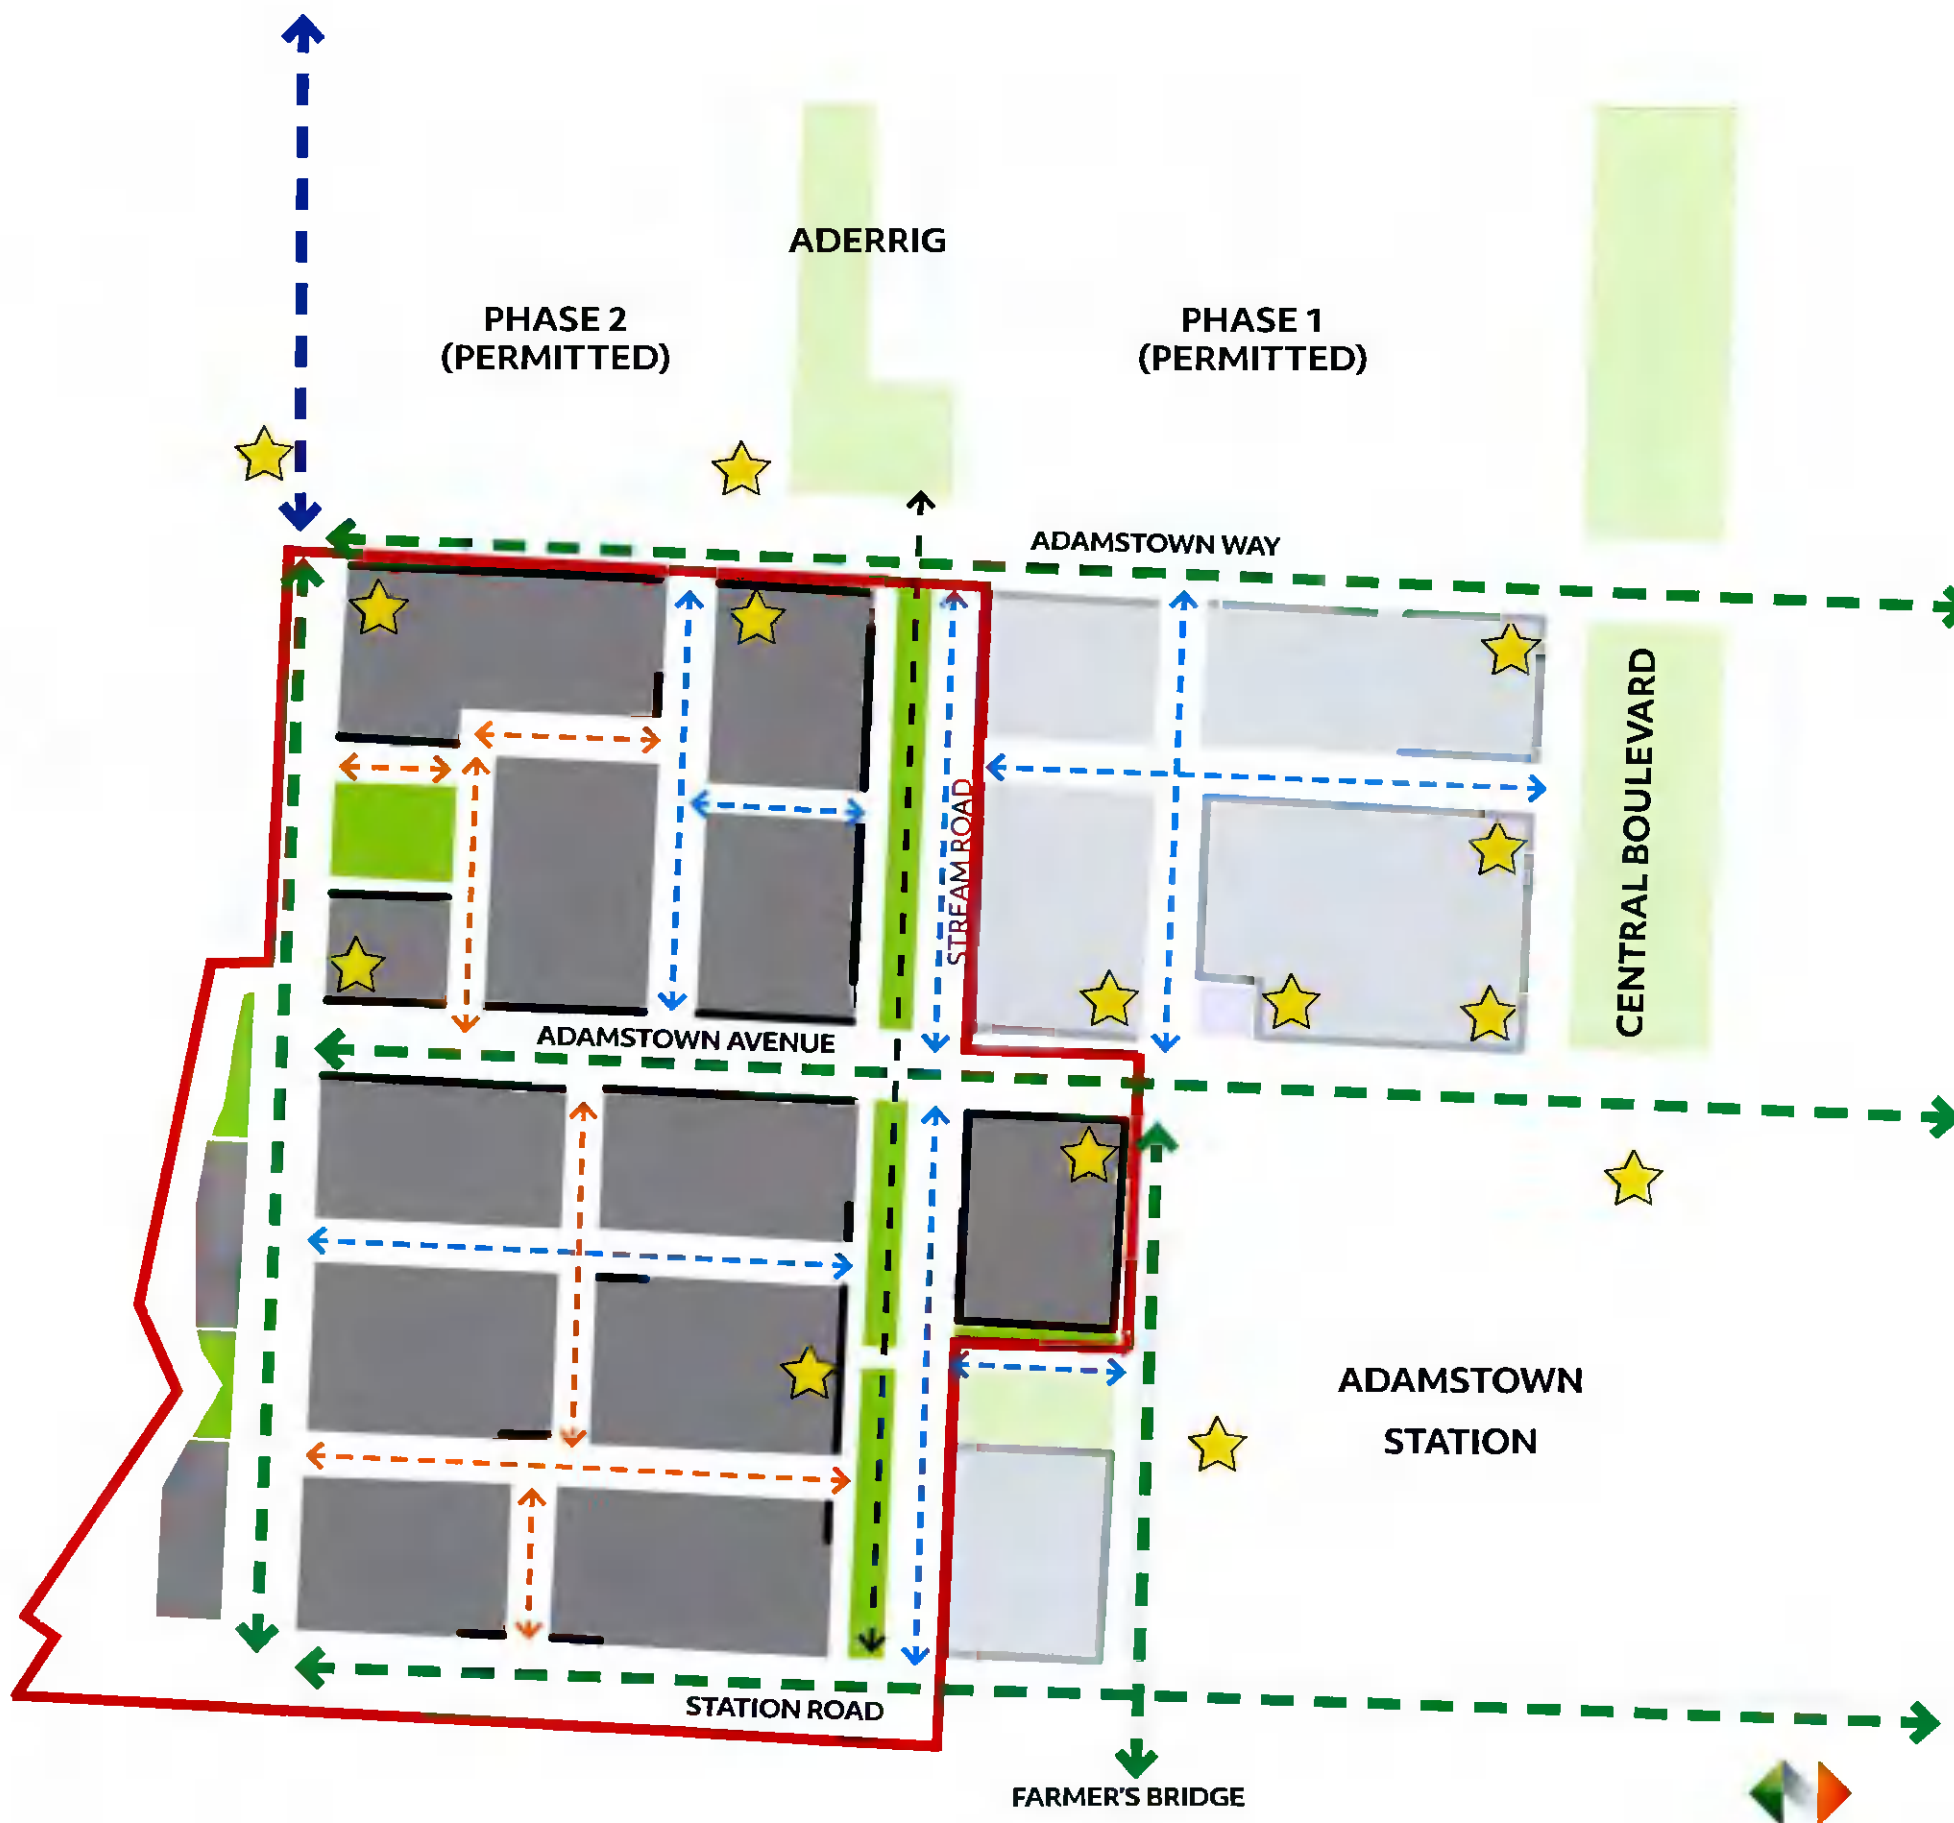 ADERRIG
PHASE 2
(PERMITTED)
PHASE 1
(PERMITTED)
ADAMSTOWN WAY
STREAM ROAD
CENTRAL BOULEVARD
ADAMSTOWN AVENUE
ADAMSTOWN
STATION
STATION ROAD
FARMER'S BRIDGE